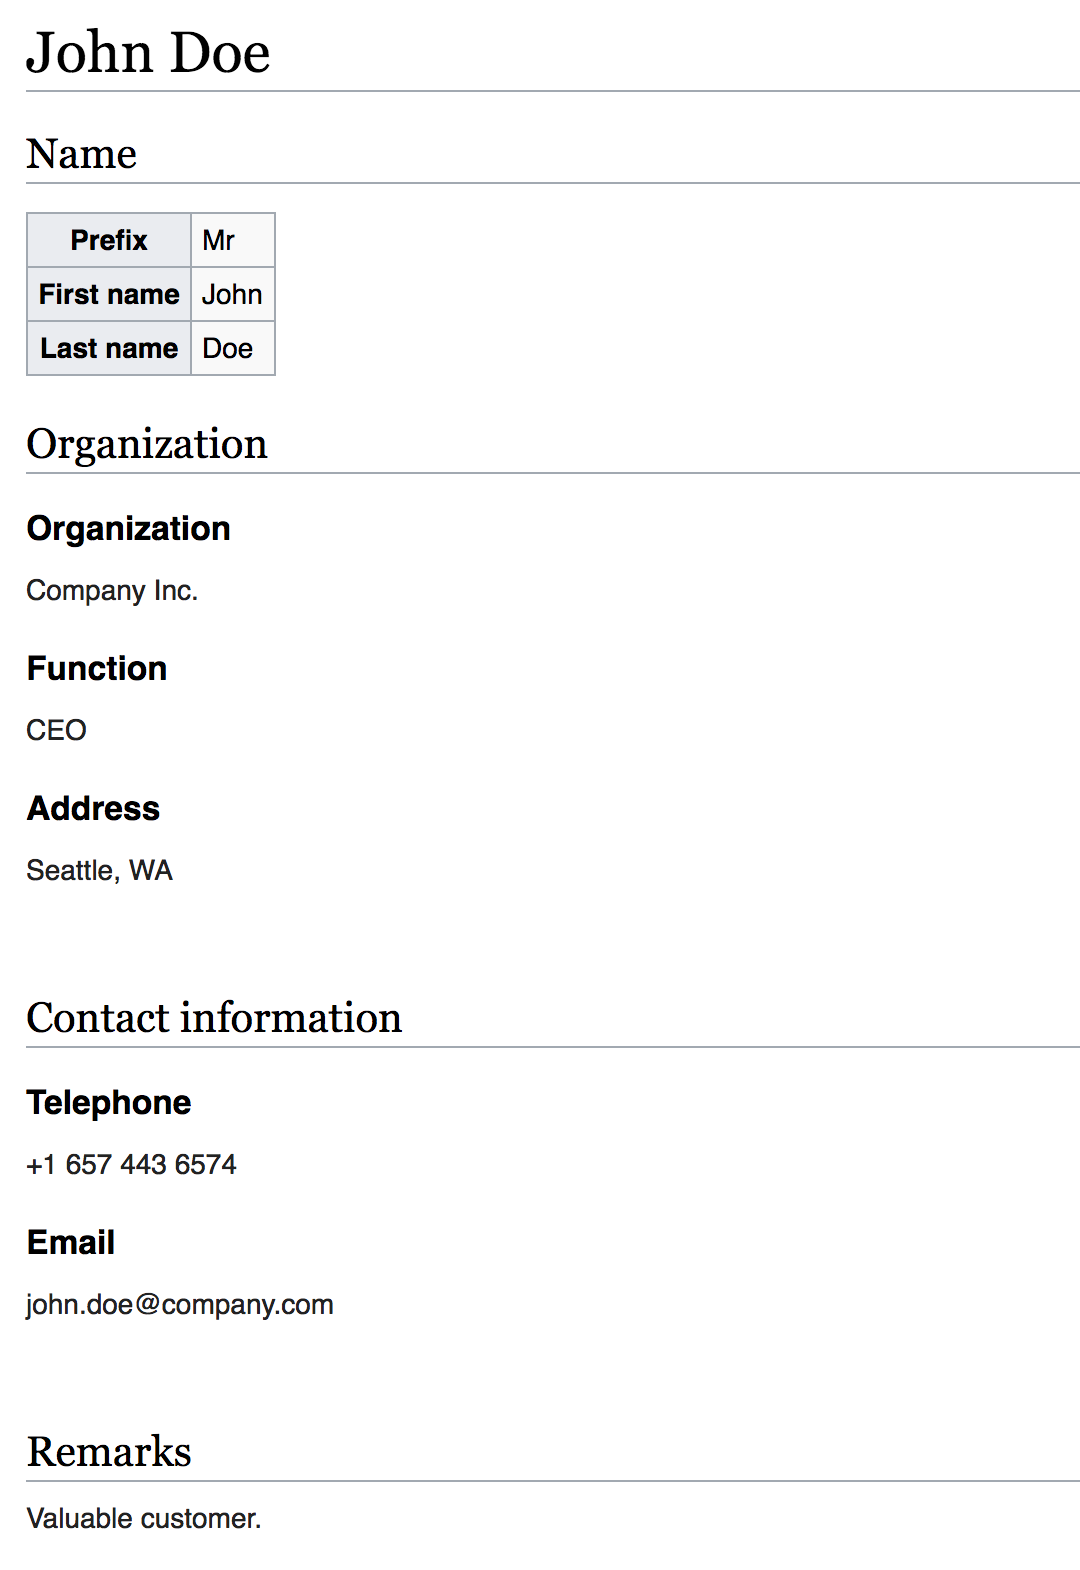 John Doe
Name
Prefix Mr
First name John
Last name Doe
Organization
Organization
Company Inc.
Function
CEO
Address
Seattle, WA
Contact information
Telephone
+1 657 443 6574
Email
john.doe@company.com
Remarks
Valuable customer.